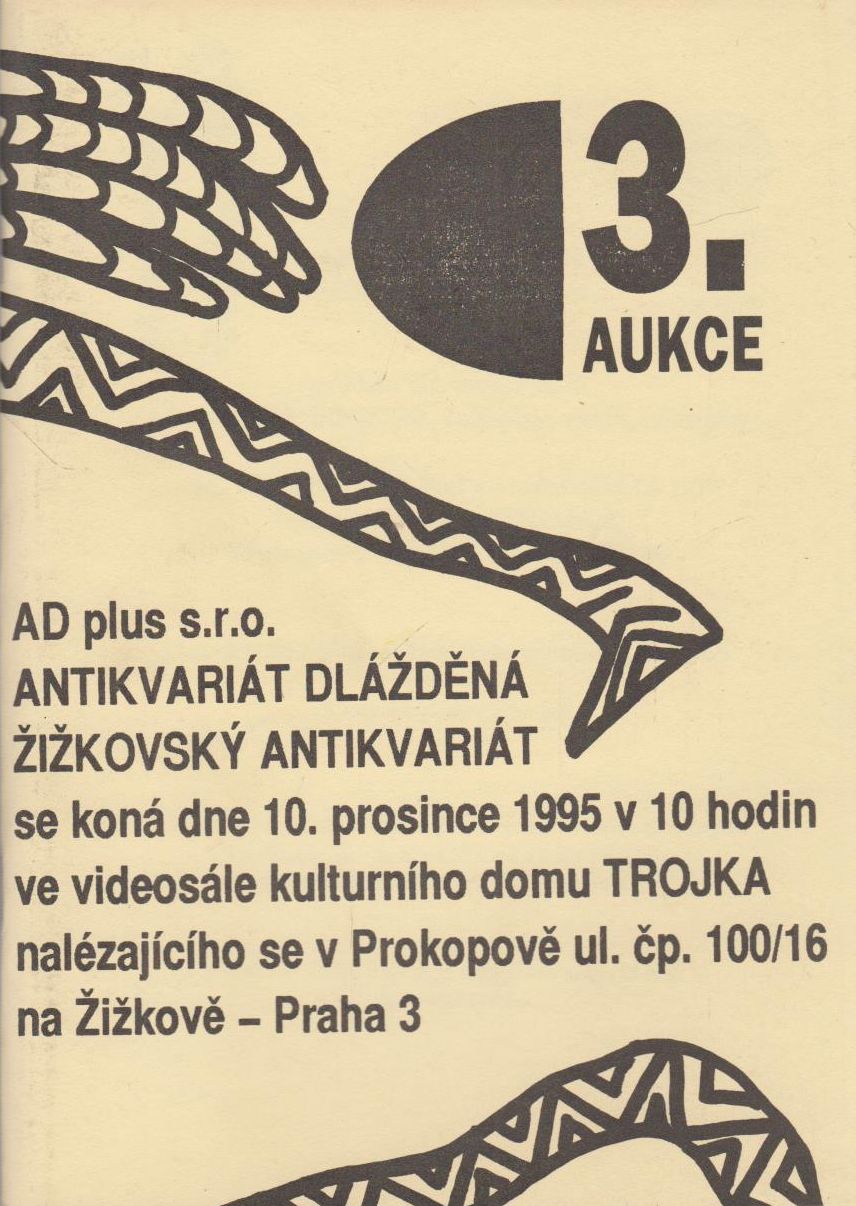 3.
AUKCE
AD plus s.r.o.
ANTIKVARIÁT DLÁŽDĚNÁ
ŽIŽKOVSKÝ ANTIKVARIÁT
se koná dne 10. prosince 1995 v 10 hodin
ve videosále kulturního domu TROJKA
nalézajícího se v Prokopově ul. čp. 100/16
na Žižkově – Praha 3